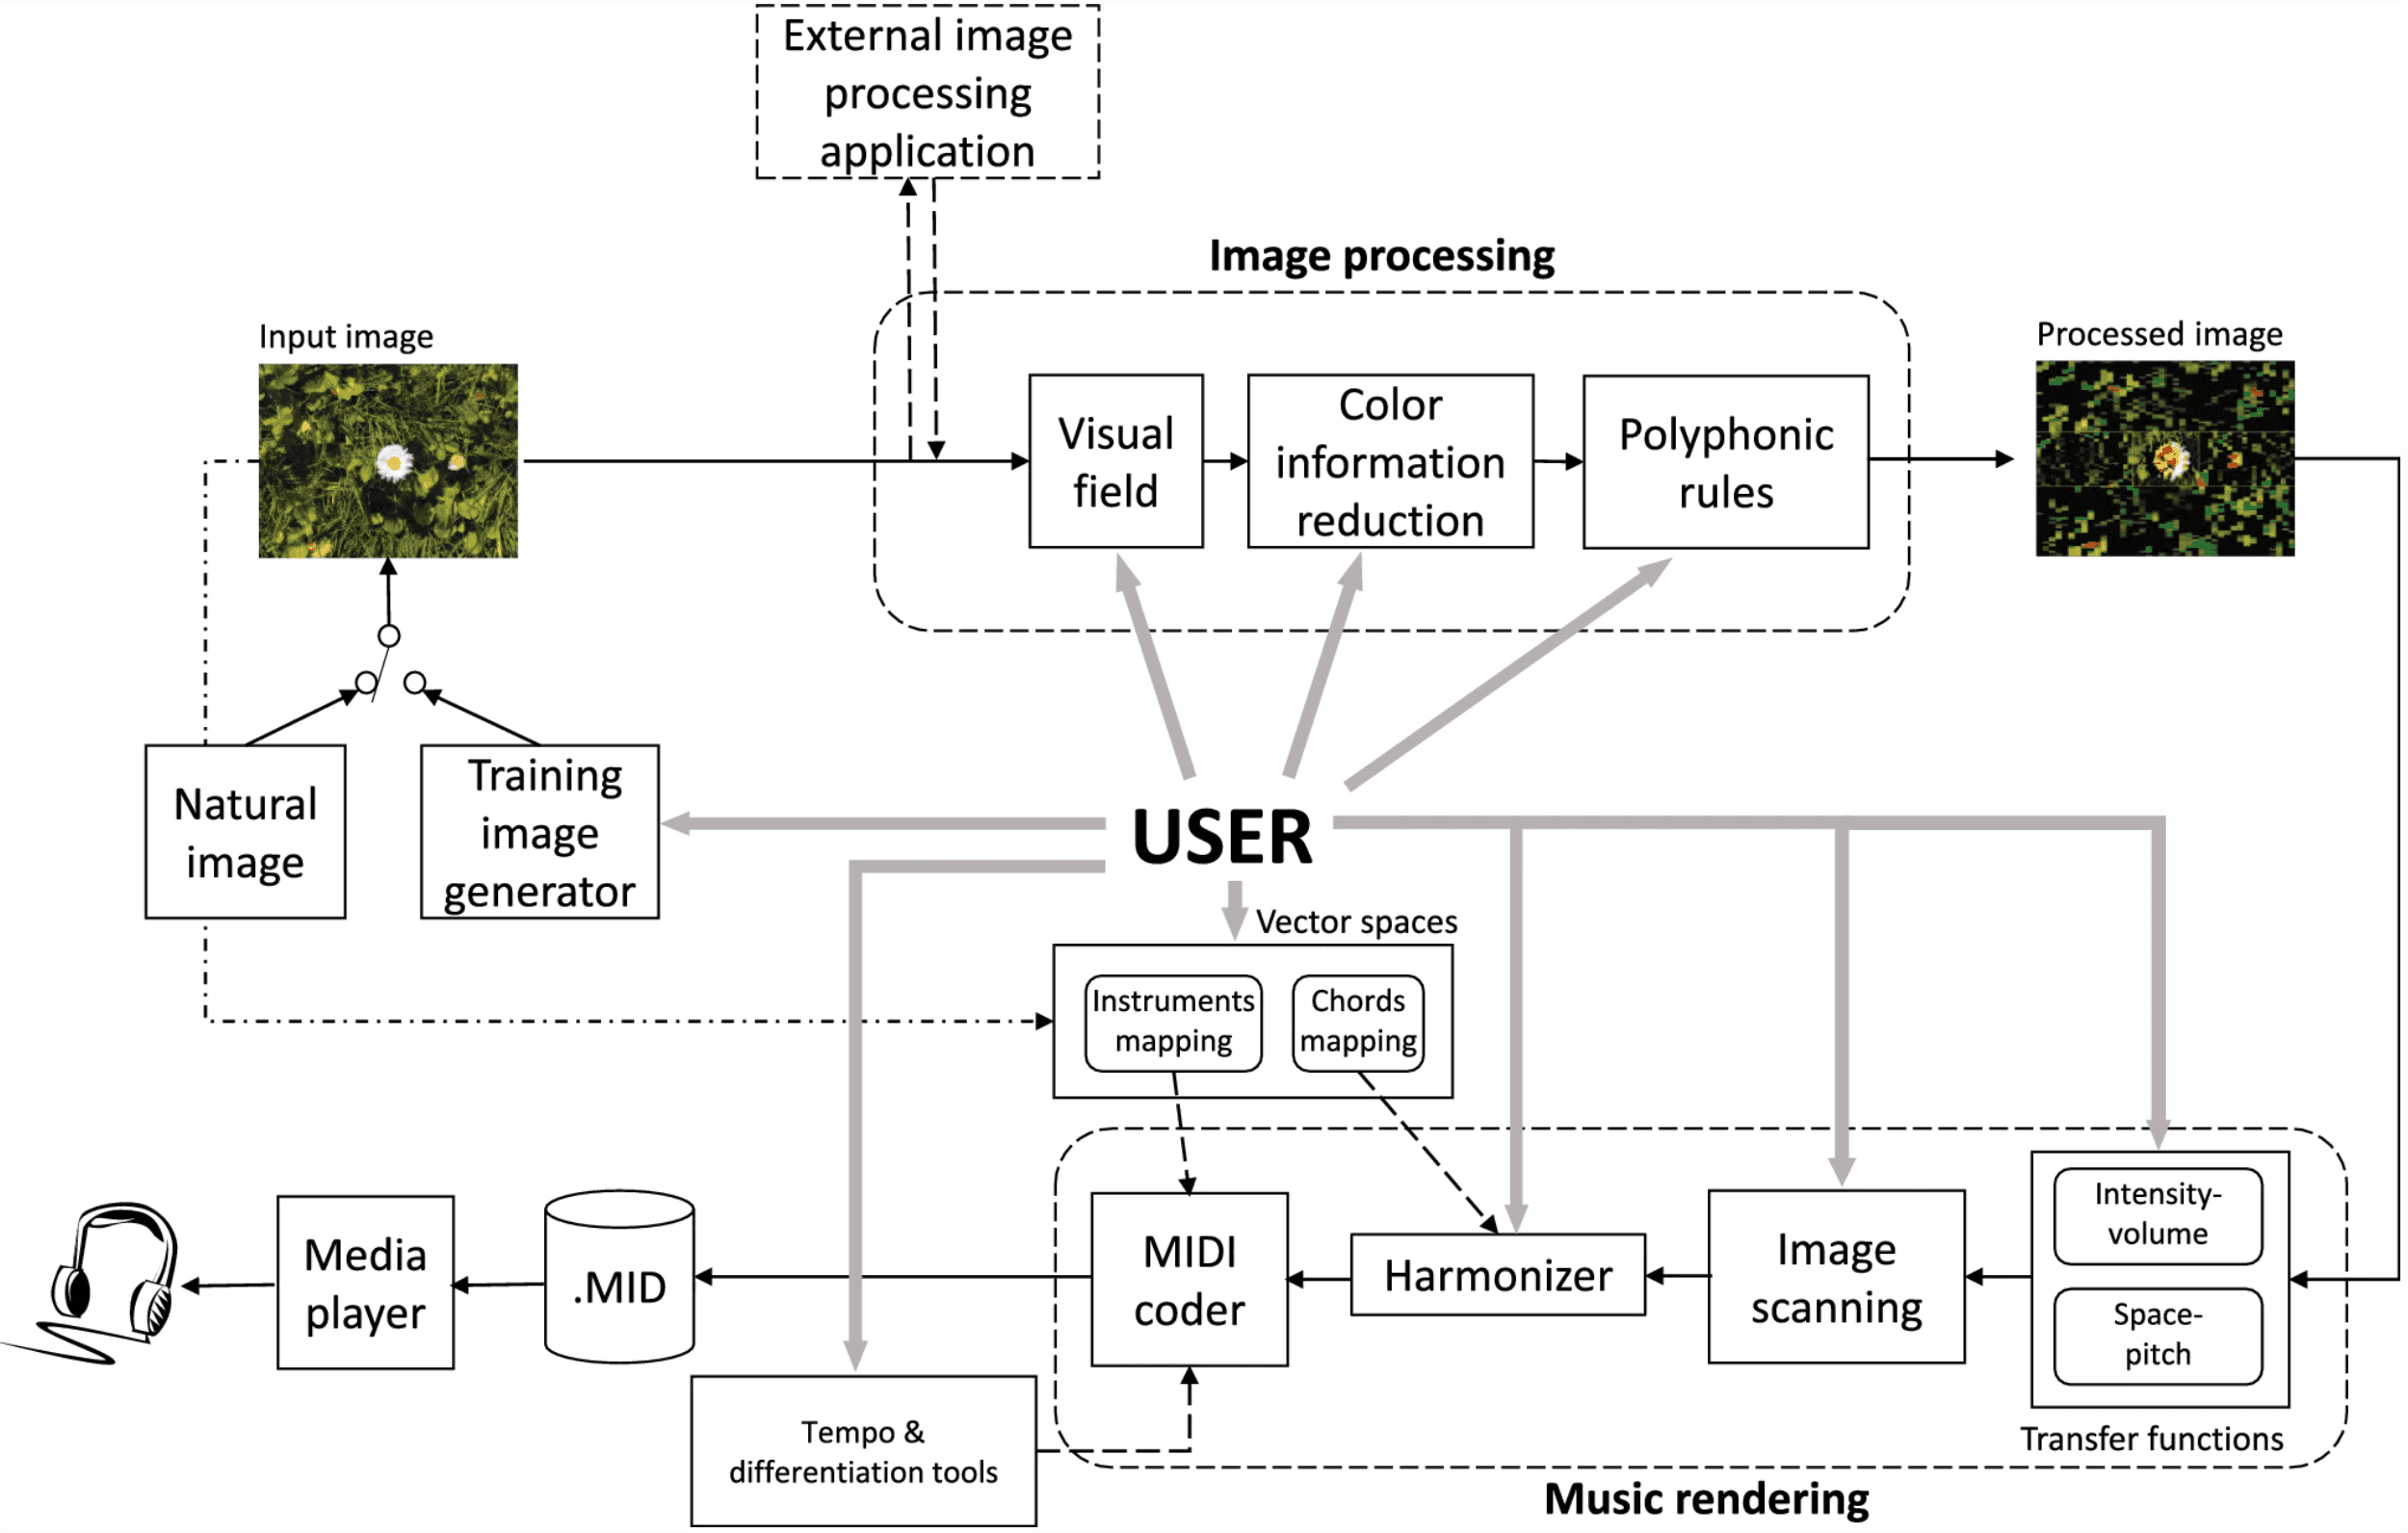 External image
processing
application
Image processing
Input image
Processed image
Visual
field
Color
information
reduction
Polyphonic
rules
Natural
image
Training
image
generator
USER
Vector spaces
Instruments
mapping
Chords
mapping
Media
player
.MID
MIDI
coder
Harmonizer
Image
scanning
Intensity-
volume
Space-
pitch
Transfer functions
Tempo &
differentiation tools
Music rendering